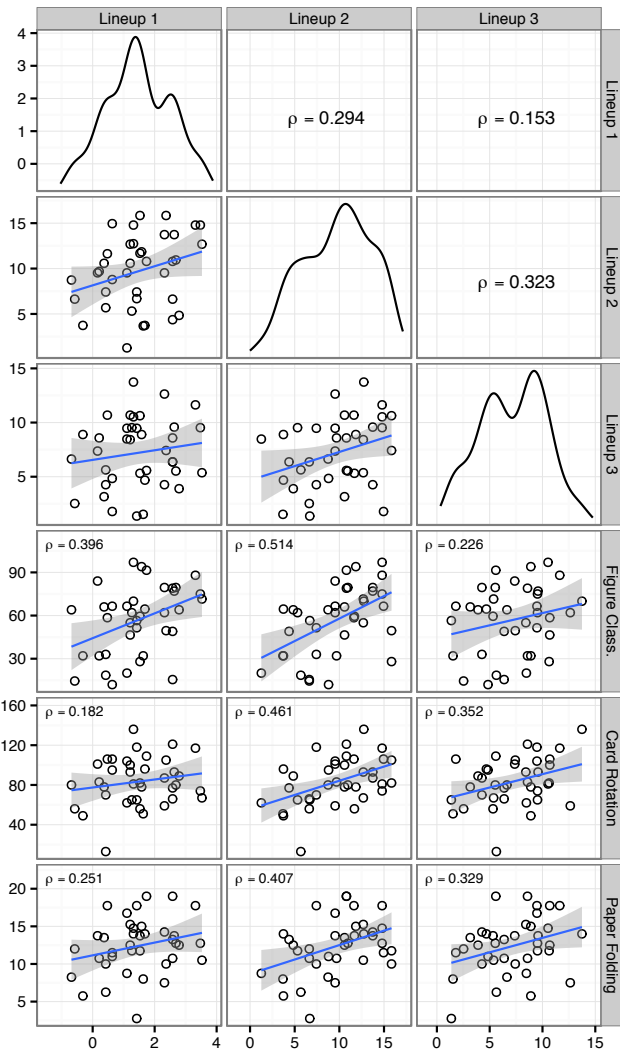 Lineup 1 Lineup 2 Lineup 3
4
3
2
1
0
ρ = 0.294 ρ = 0.153
Lineup 1
15
10
5
ρ = 0.323
Lineup 2
15
10
5
Lineup 3
ρ = 0.396 ρ = 0.514 ρ = 0.226
90
60
30
Figure Class.
160
ρ = 0.182 ρ = 0.461 ρ = 0.352
120
80
40
Card Rotation
20
ρ = 0.251 ρ = 0.407 ρ = 0.329
15
10
5
Paper Folding
0 2 4 0 5 10 15 0 5 10 15